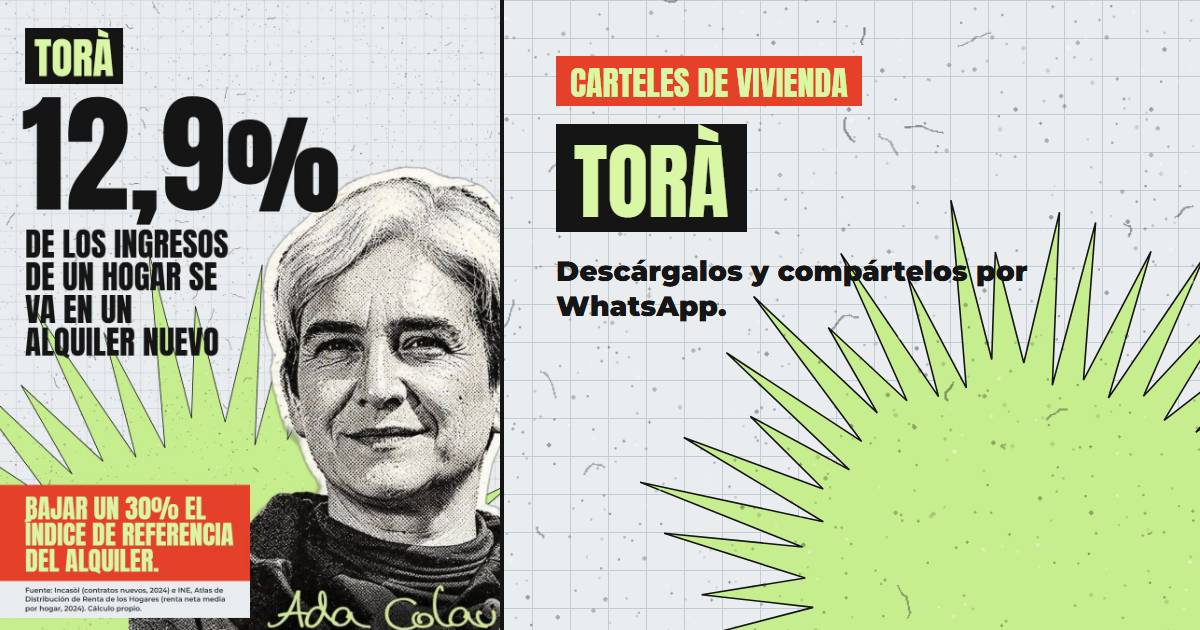 TORÀ
12,9%
DE LOS INGRESOS
DE UN HOGAR SE
VA EN UN
ALQUILER NUEVO
BAJAR UN 30% EL
ÍNDICE DE REFERENCIA
DEL ALQUILER.
Fuente: Incasòl (contratos nuevos, 2024) e INE, Atlas de
Distribución de Renta de los Hogares (renta neta media
por hogar, 2024). Cálculo propio.
Ada Colau
CARTELES DE VIVIENDA
TORÀ
Descárgalos y compártelos por
WhatsApp.